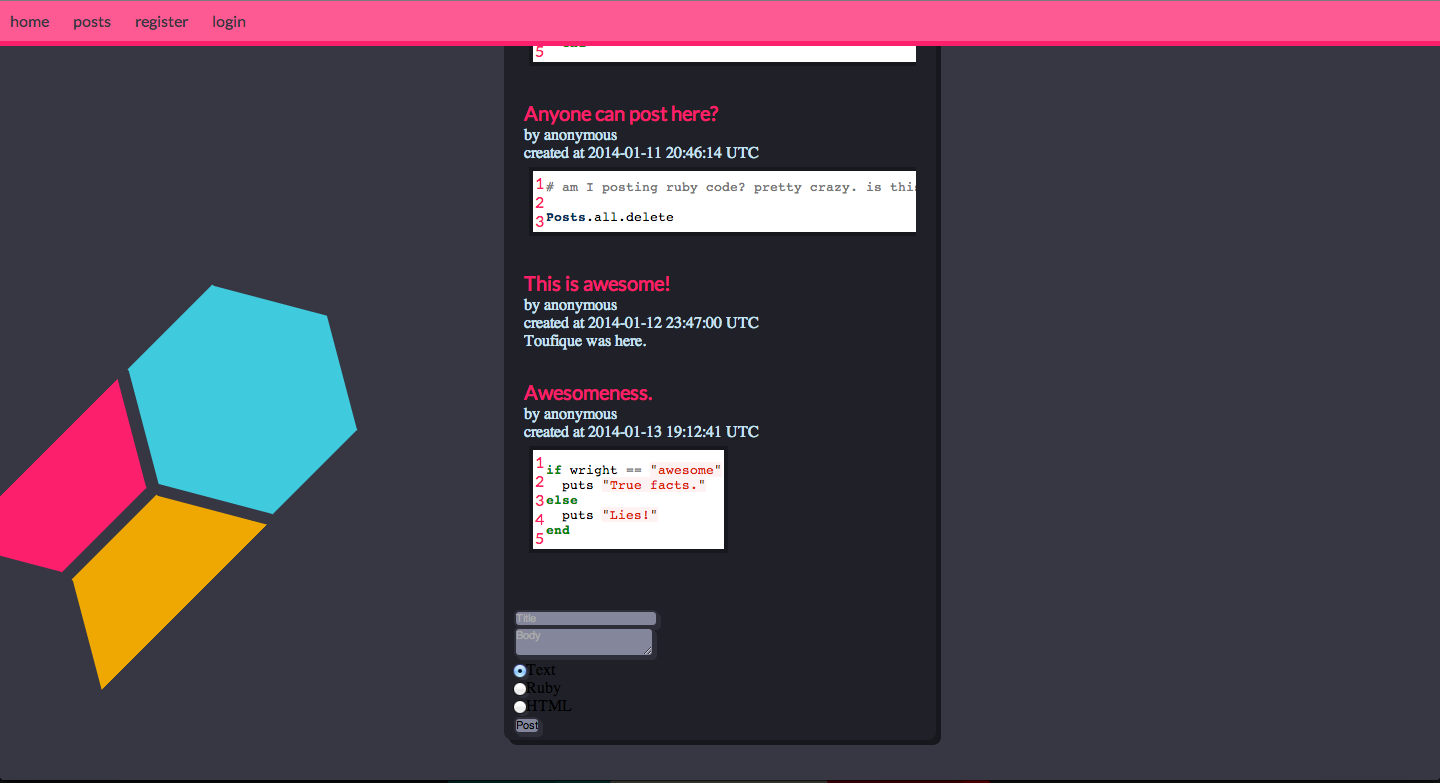 home posts register login
5 end
Anyone can post here?
by anonymous
created at 2014-01-11 20:46:14 UTC
1 # am I posting ruby code? pretty crazy. is this
2
3 Posts.all.delete
This is awesome!
by anonymous
created at 2014-01-12 23:47:00 UTC
Toufique was here.
Awesomeness.
by anonymous
created at 2014-01-13 19:12:41 UTC
1 if wright == "awesome"
2 puts "True facts."
3 else
4 puts "Lies!"
5 end
Title
Body
Text
Ruby
HTML
Post